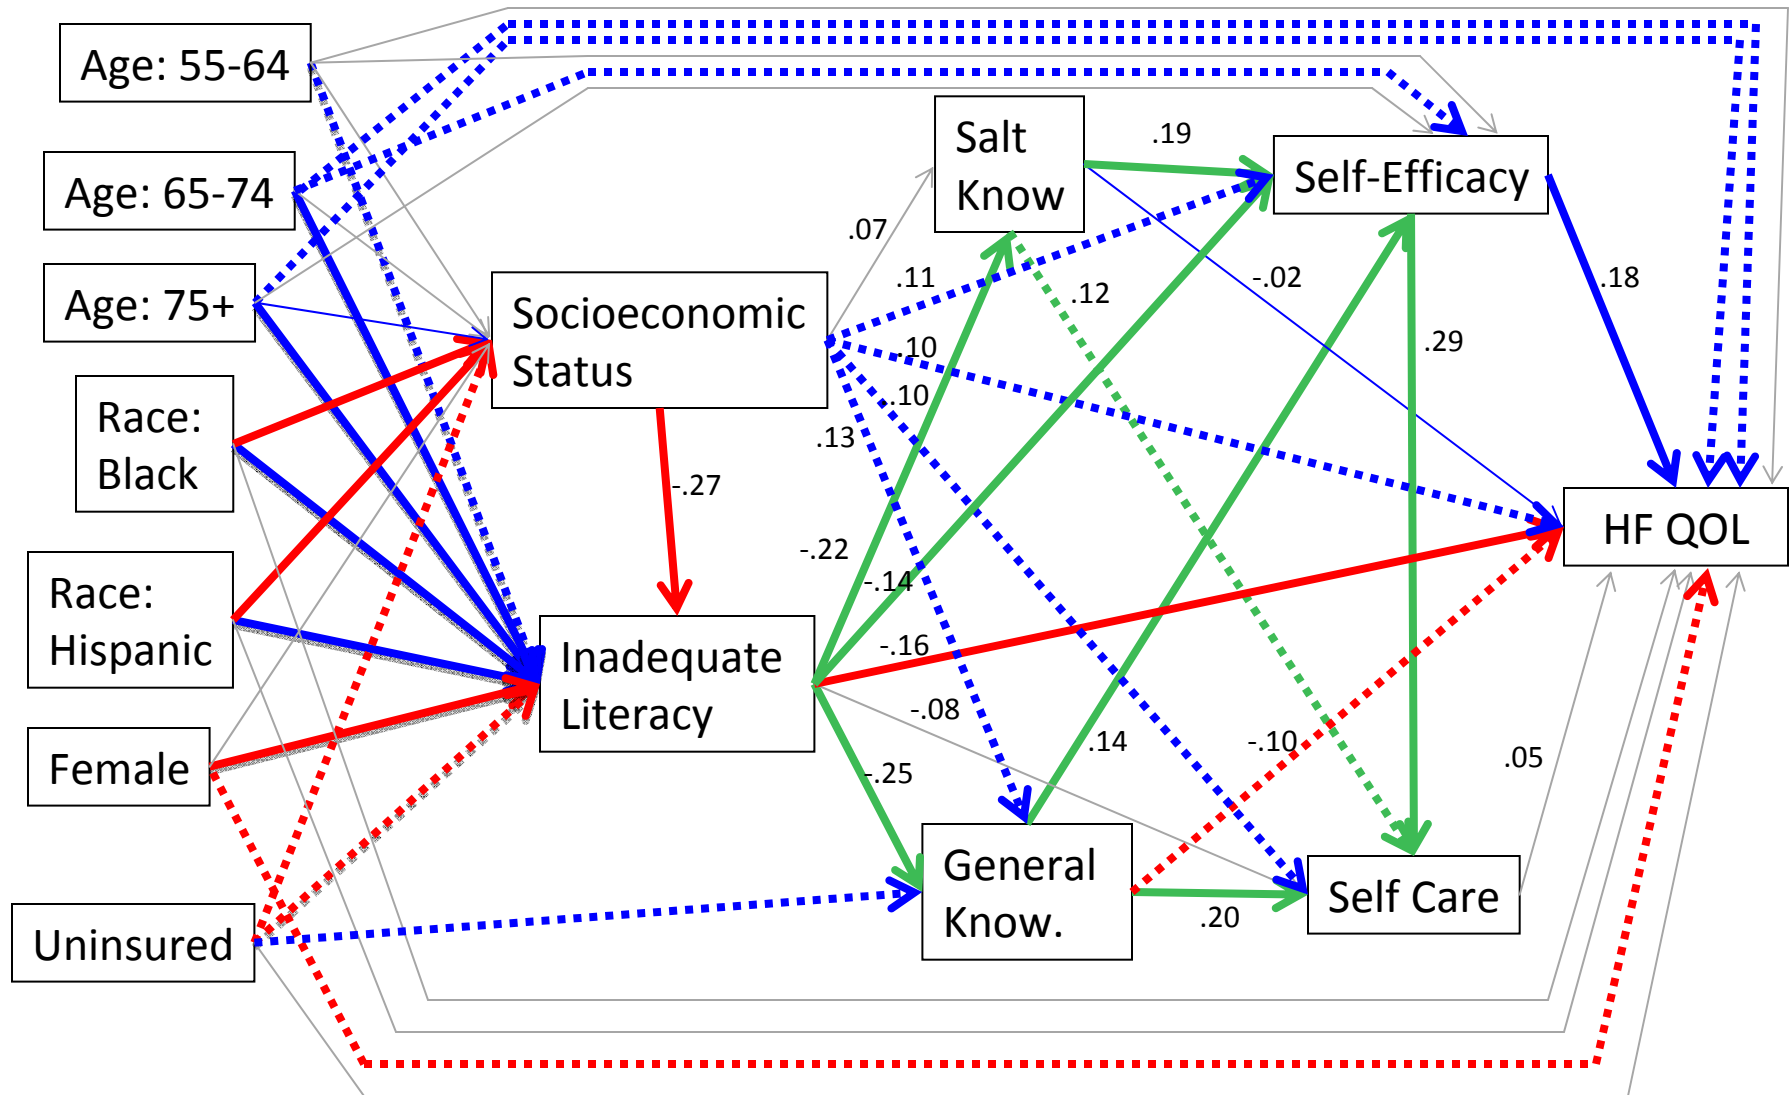 Age: 55-64
Age: 65-74
Age: 75+
Race:
Black
Race:
Hispanic
Female
Uninsured
Socioeconomic
Status
Inadequate
Literacy
Salt
Know
General
Know.
Self-Efficacy
Self Care
HF QOL
.19
.07
.11
.12
-.02
.18
.10
.29
.10
.13
-.27
-.22
-.14
-.16
-.08
.14
-.10
.05
-.25
.20